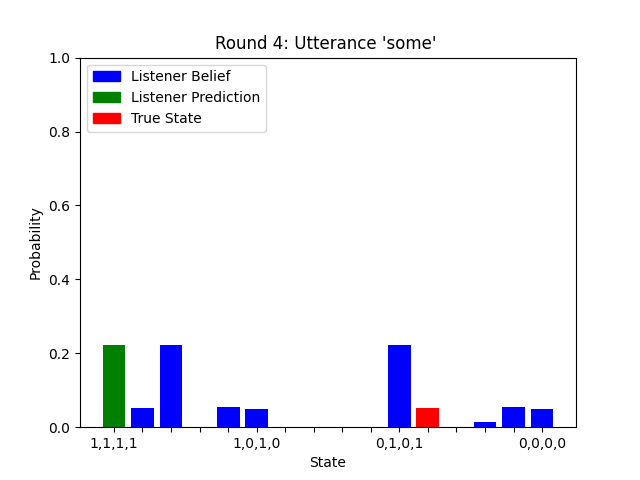 Round 4: Utterance 'some'
Listener Belief
Listener Prediction
True State
1.0
0.8
0.6
0.4
0.2
0.0
Probability
1,1,1,1
1,0,1,0
0,1,0,1
0,0,0,0
State